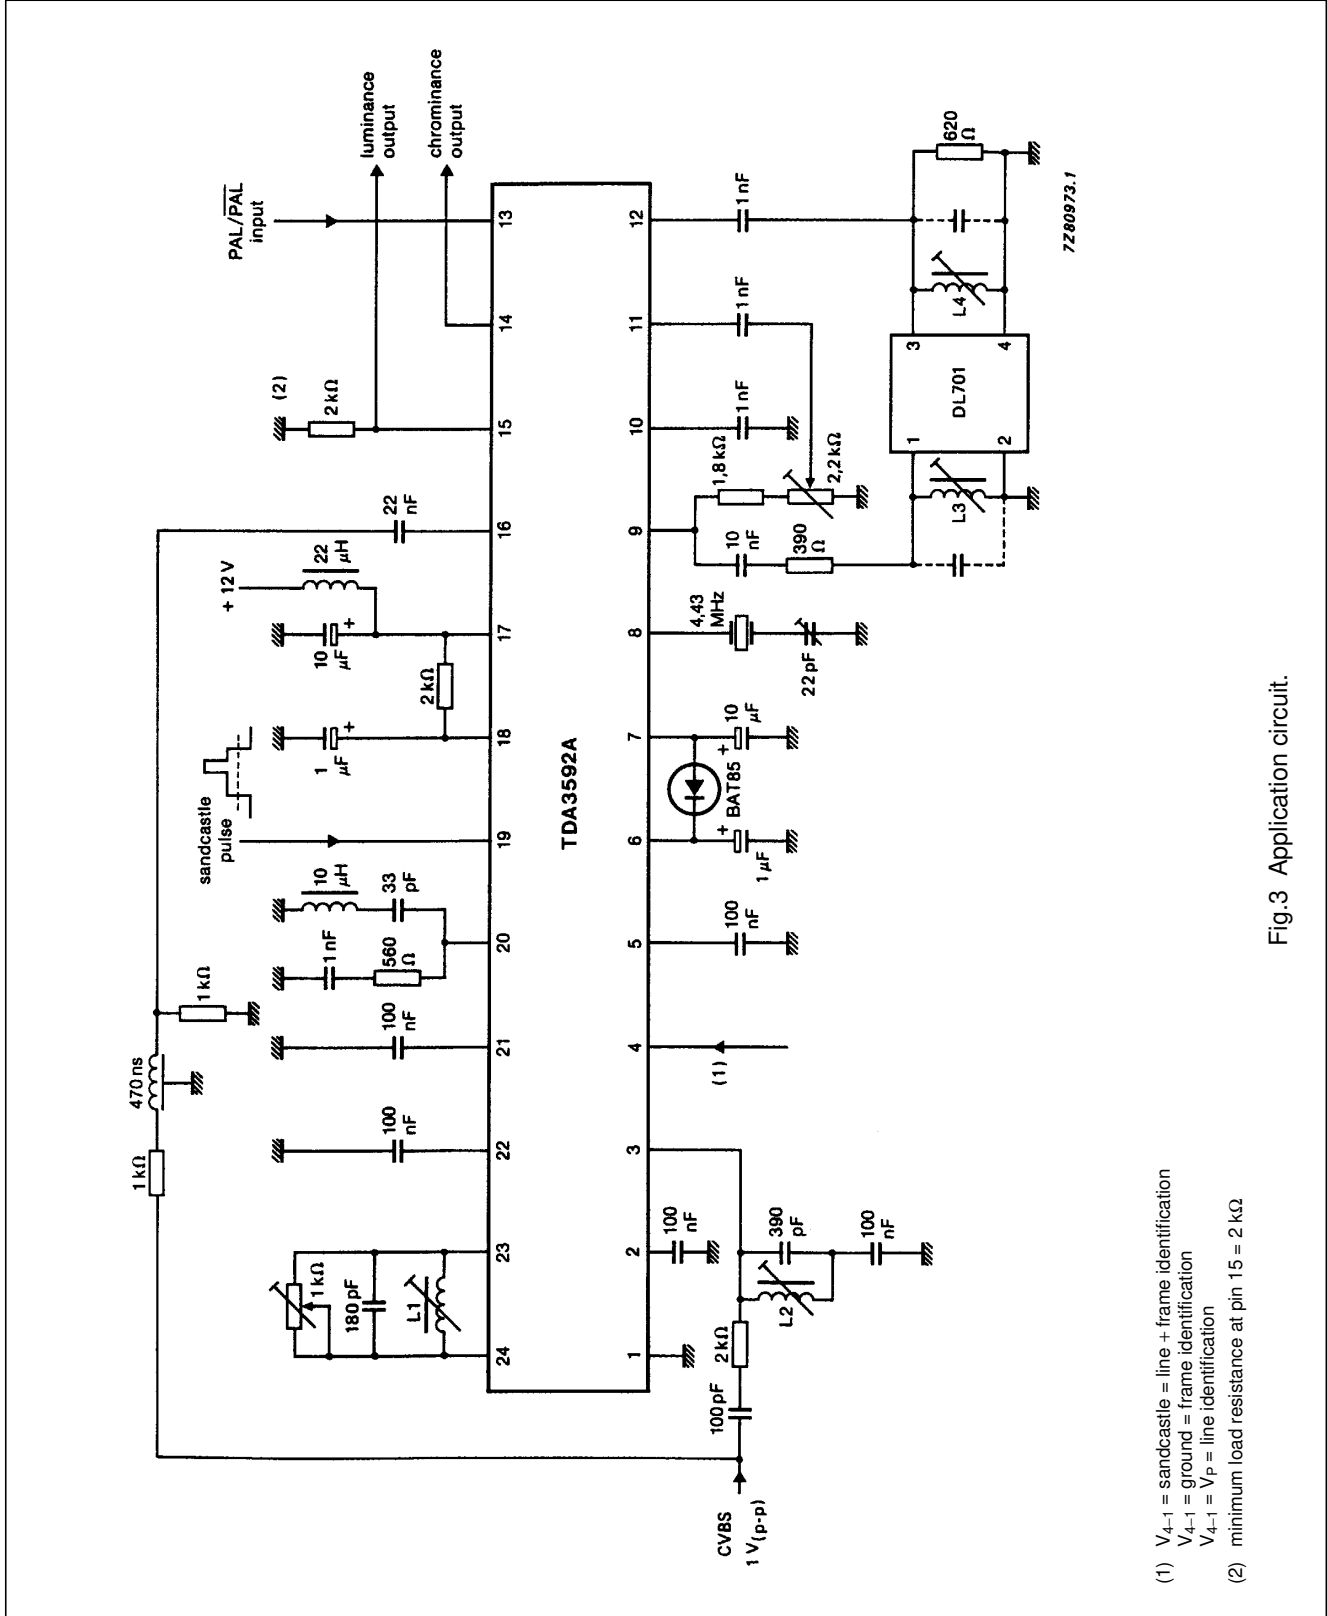 PAL/PAL
input
luminance
output
chrominance
output
470 ns
1 kΩ
1 kΩ
sandcastle
pulse
+ 12 V
22
μH
22
nF
(2)
2 kΩ
1 kΩ
180 pF
L1
100
nF
100
nF
1 nF
560
Ω
10
μH
33
pF
1
μF
+
10
μF
+
2 kΩ
24
23
22
21
20
19
18
17
16
15
14
13
TDA3592A
1
2
3
4
5
6
7
8
9
10
11
12
CVBS
1 V(p-p)
100 pF
2 kΩ
L2
100
nF
390
pF
100
nF
(1)
100
nF
+
1 μF
BAT85
+
10
μF
4,43
MHz
22 pF
10
nF
390
Ω
1,8 kΩ
2,2 kΩ
1 nF
1 nF
1 nF
L3
1
2
DL701
3
4
L4
620
Ω
7Z80973.1
(1) V4–1 = sandcastle = line + frame identification
V4–1 = ground = frame identification
V4–1 = VP = line identification
(2) minimum load resistance at pin 15 = 2 kΩ
Fig.3 Application circuit.